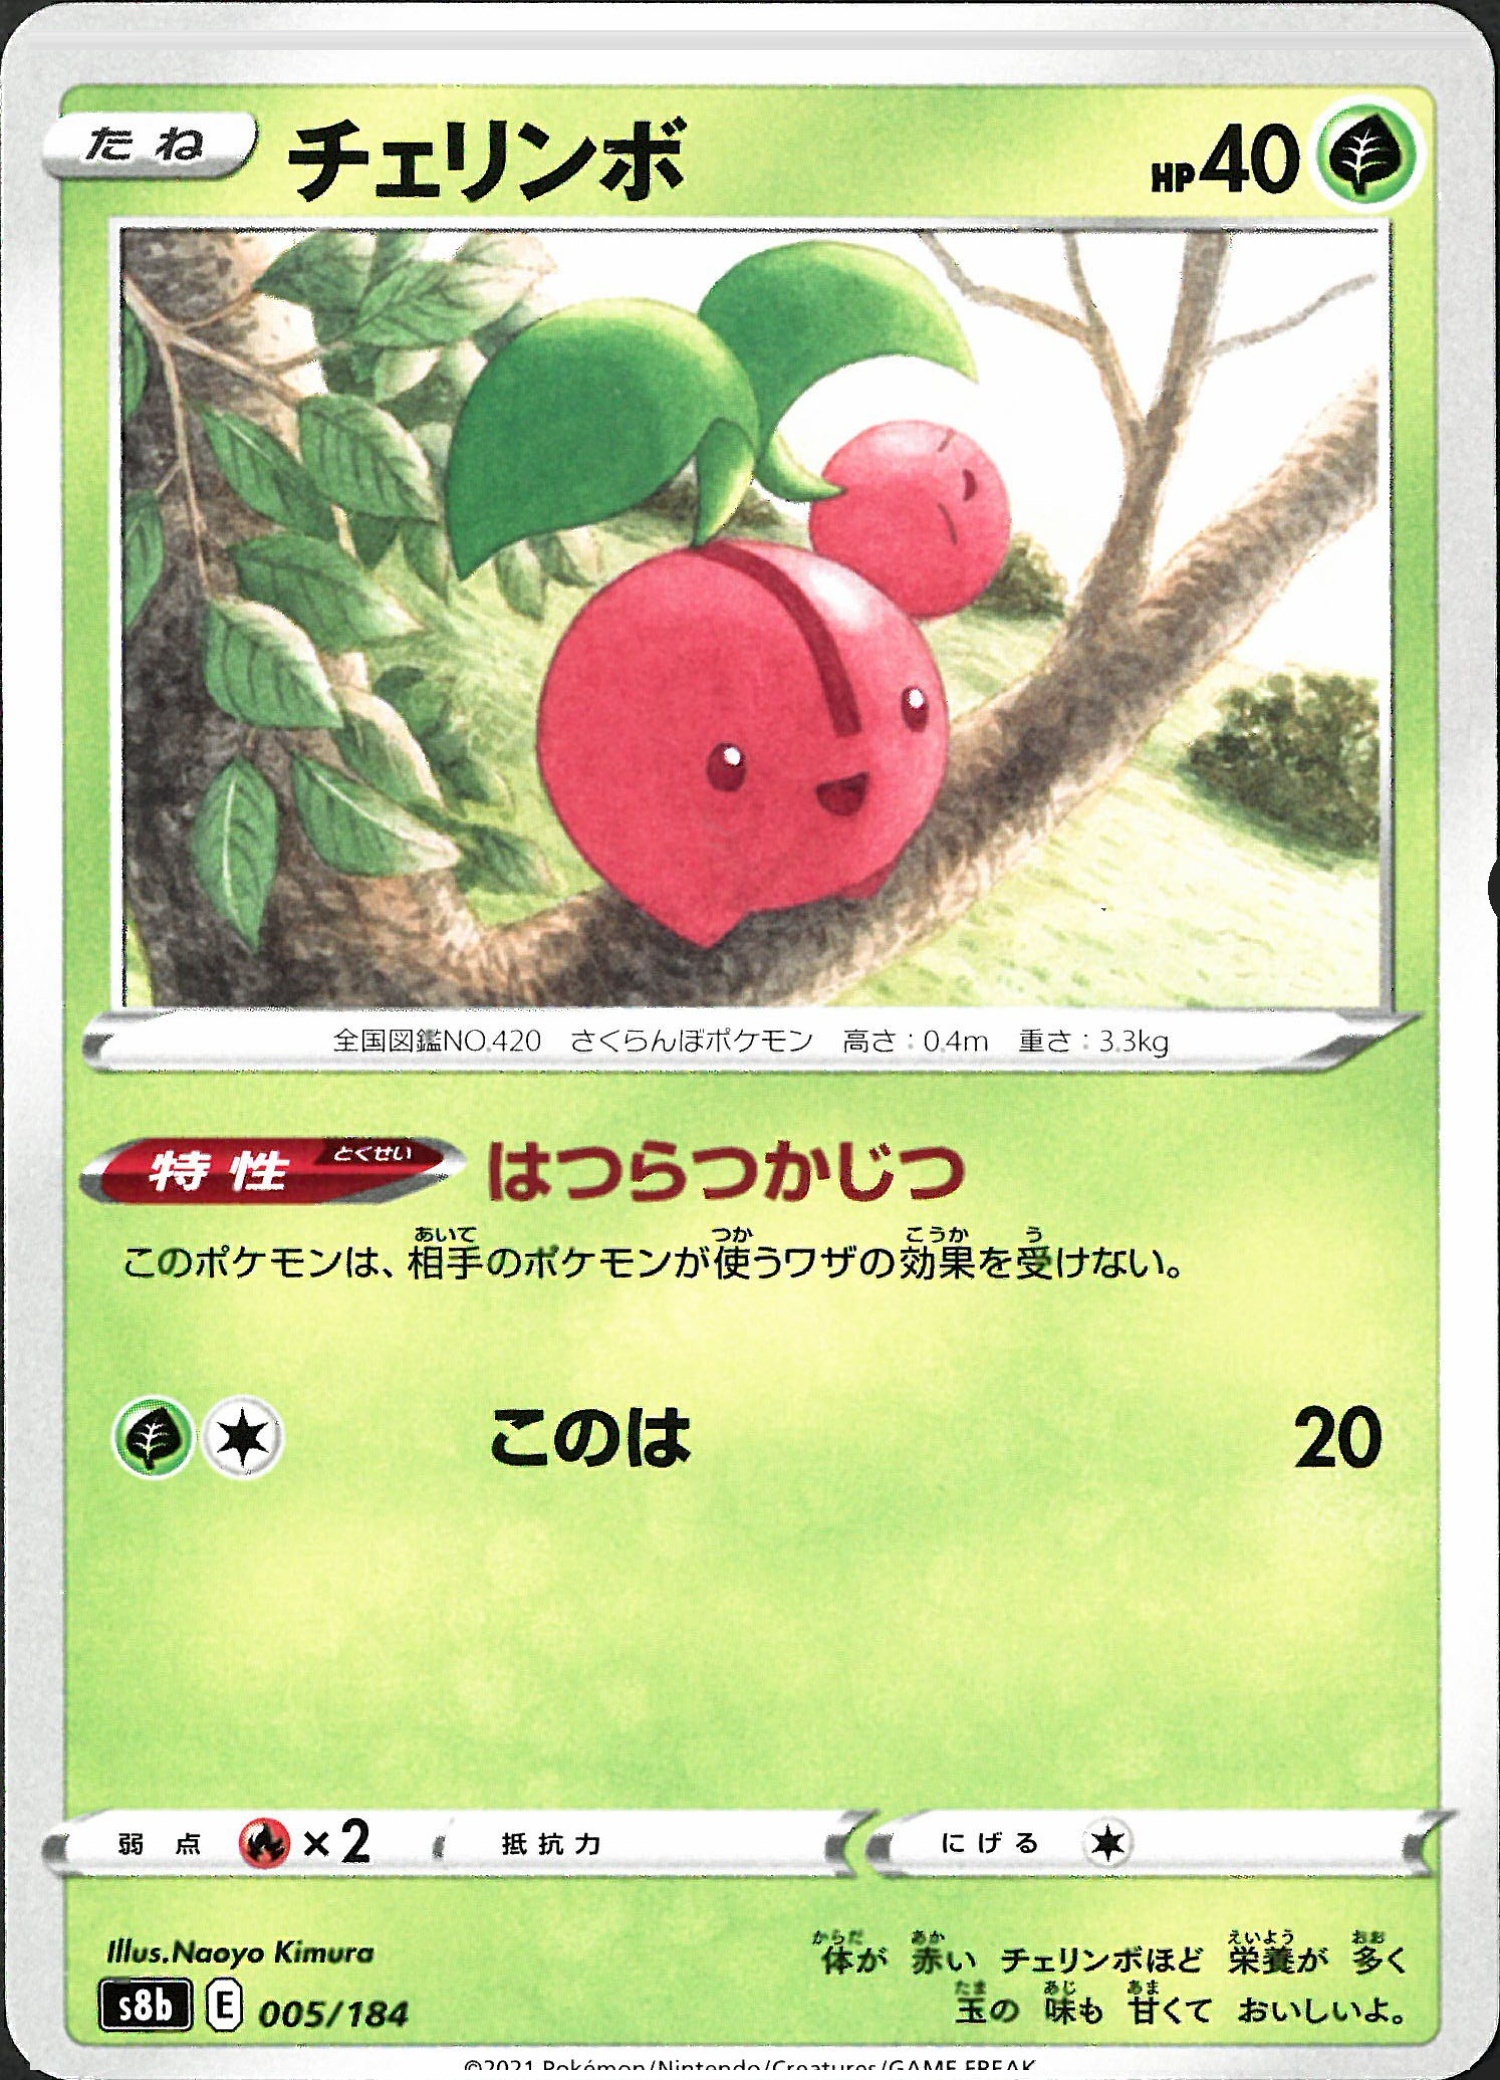 たね チェリンボ HP40
全国図鑑NO.420 さくらんぼポケモン 高さ：0.4m 重さ：3.3kg
特性 とくせい はつらつかじつ
あいて つか こうか う
このポケモンは、相手のポケモンが使うワザの効果を受けない。
このは 20
弱点 ×2 抵抗力 にげる
Illus.Naoyo Kimura
からだ あか えいよう おお
体が 赤い チェリンボほど 栄養が 多く
たま あじ あま
玉の 味も 甘くて おいしいよ。
s8b E 005/184
©2021 Pokémon/Nintendo/Creatures/GAME FREAK